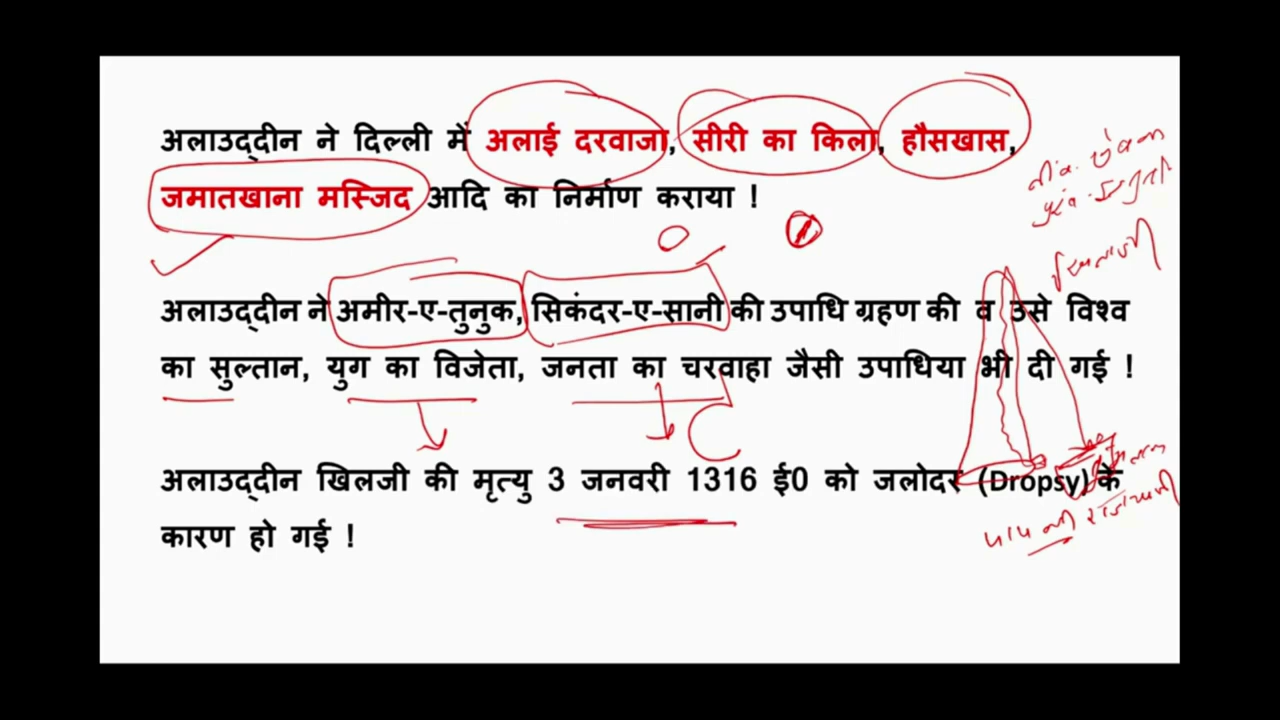 अलाउद्दीन ने दिल्ली में अलाई दरवाजा, सीरी का किला, हौसखास,
जमातखाना मस्जिद आदि का निर्माण कराया !
अलाउद्दीन ने अमीर-ए-तुनुक, सिकंदर-ए-सानी की उपाधि ग्रहण की व उसे विश्व
का सुल्तान, युग का विजेता, जनता का चरवाहा जैसी उपाधिया भी दी गई !
अलाउद्दीन खिलजी की मृत्यु 3 जनवरी 1316 ई0 को जलोदर (Dropsy) के
कारण हो गई !